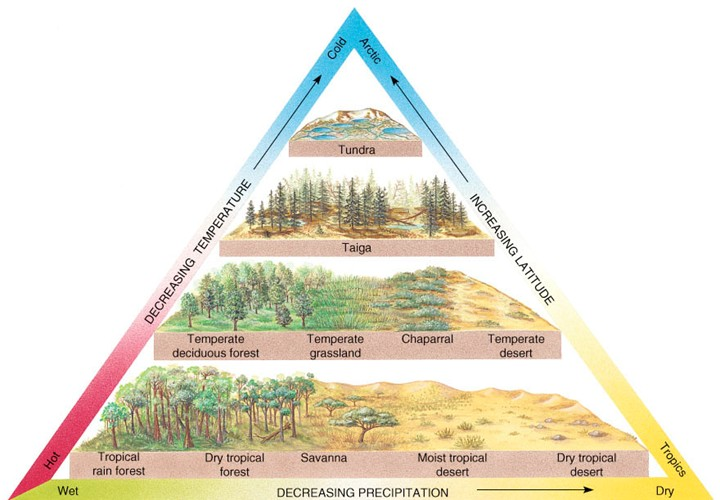 Cold
Arctic
Tundra
DECREASING TEMPERATURE
INCREASING LATITUDE
Taiga
Temperate
deciduous forest
Temperate
grassland
Chaparral
Temperate
desert
Tropical
rain forest
Dry tropical
forest
Savanna
Moist tropical
desert
Dry tropical
desert
Hot
Tropics
Wet
DECREASING PRECIPITATION
Dry